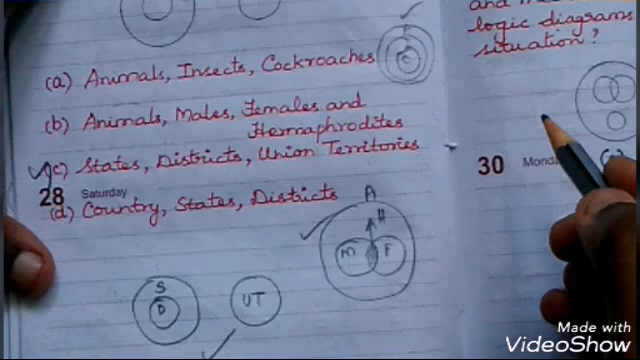 logic diagrams
situation?
(a) Animals, Insects, Cockroaches
C
(b) Animals, Males, Females and
Hermaphrodites
(c) States, Districts, Union Territories
28 Saturday
(d) Country, States, Districts
A
H
M F
S
D
UT
30 Monda
Made with
VideoShow